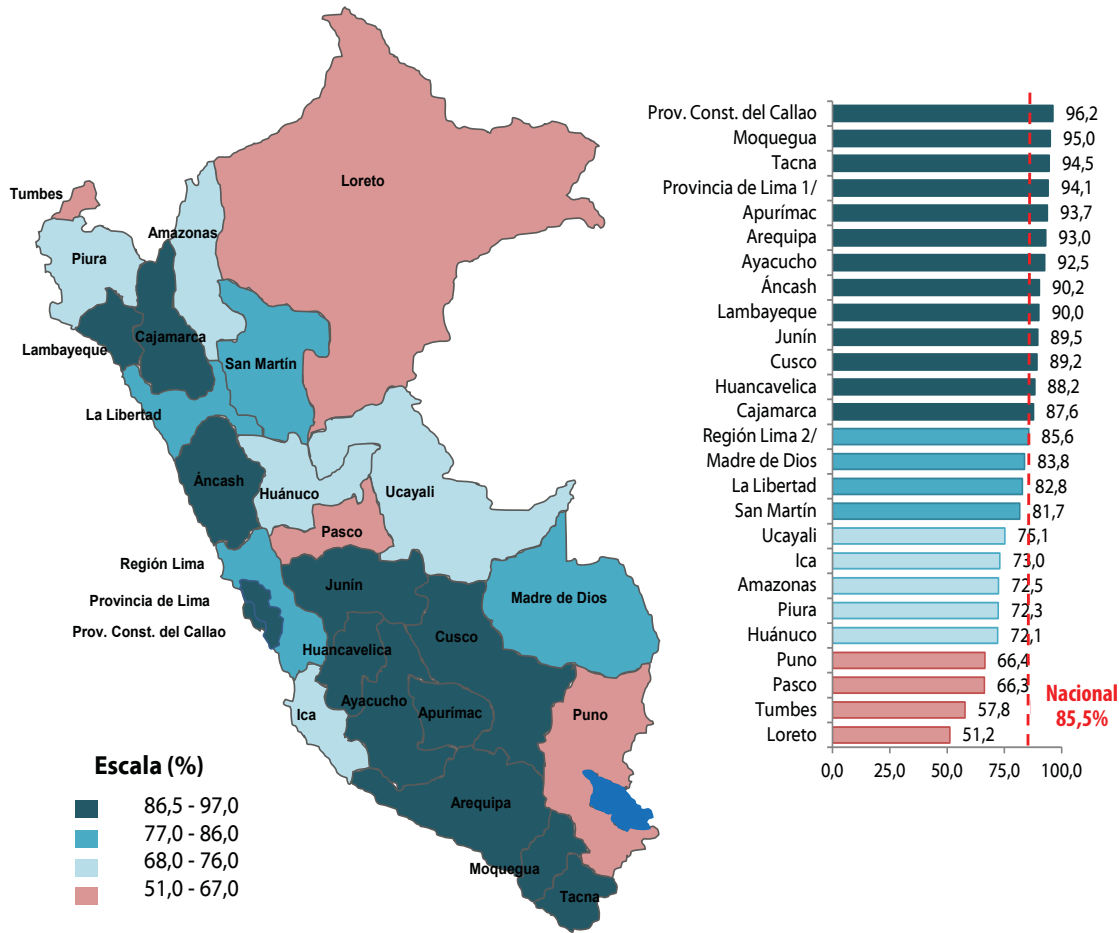 Loreto
Tumbes
Amazonas
Piura
Cajamarca
Lambayeque
San Martín
La Libertad
Áncash
Huánuco
Ucayali
Pasco
Región Lima
Junín
Provincia de Lima
Madre de Dios
Prov. Const. del Callao
Cusco
Huancavelica
Ayacucho
Apurímac
Ica
Puno
Arequipa
Moquegua
Tacna
Escala (%)
86,5 - 97,0
77,0 - 86,0
68,0 - 76,0
51,0 - 67,0
Prov. Const. del Callao 96,2
Moquegua 95,0
Tacna 94,5
Provincia de Lima 1/ 94,1
Apurímac 93,7
Arequipa 93,0
Ayacucho 92,5
Áncash 90,2
Lambayeque 90,0
Junín 89,5
Cusco 89,2
Huancavelica 88,2
Cajamarca 87,6
Región Lima 2/ 85,6
Madre de Dios 83,8
La Libertad 82,8
San Martín 81,7
Ucayali 75,1
Ica 73,0
Amazonas 72,5
Piura 72,3
Huánuco 72,1
Puno 66,4
Pasco 66,3
Tumbes 57,8
Loreto 51,2
Nacional
85,5%
0,0 25,0 50,0 75,0 100,0